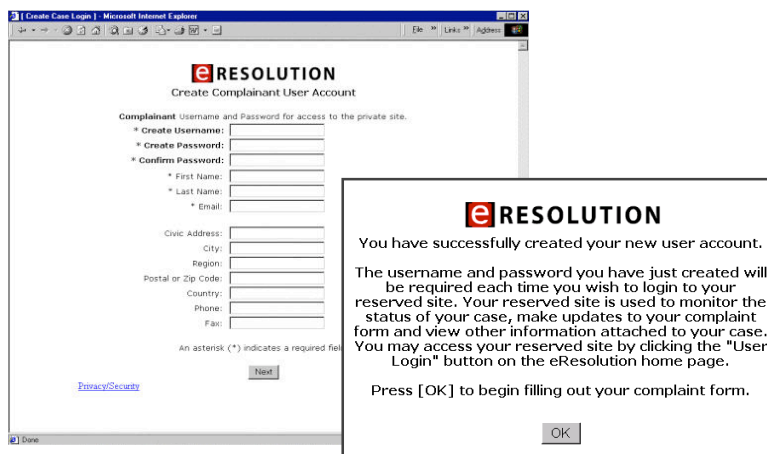 [ Create Case Login ] - Microsoft Internet Explorer
File » Links » Address
eRESOLUTION
Create Complainant User Account
Complainant Username and Password for access to the private site.
* Create Username:
* Create Password:
* Confirm Password:
* First Name:
* Last Name:
* Email:
Civic Address:
City:
Region:
Postal or Zip Code:
Country:
Phone:
Fax:
An asterisk (*) indicates a required fiel
Next
Privacy/Security
Done
eRESOLUTION
You have successfully created your new user account.
The username and password you have just created will
be required each time you wish to login to your
reserved site. Your reserved site is used to monitor the
status of your case, make updates to your complaint
form and view other information attached to your case.
You may access your reserved site by clicking the "User
Login" button on the eResolution home page.
Press [OK] to begin filling out your complaint form.
OK